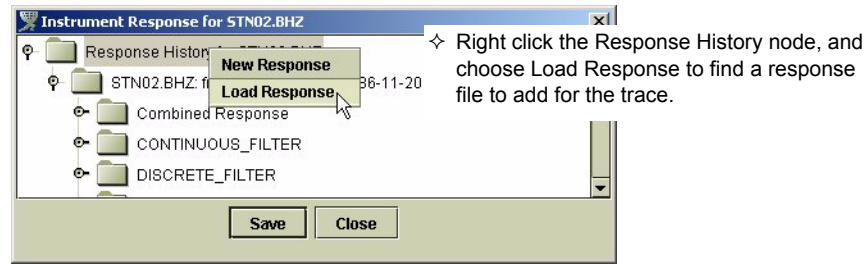 Instrument Response for STN02.BHZ
Response History
New Response
Load Response
STN02.BHZ: 86-11-20
Combined Response
CONTINUOUS_FILTER
DISCRETE_FILTER
Save Close
✧ Right click the Response History node, and
choose Load Response to find a response
file to add for the trace.